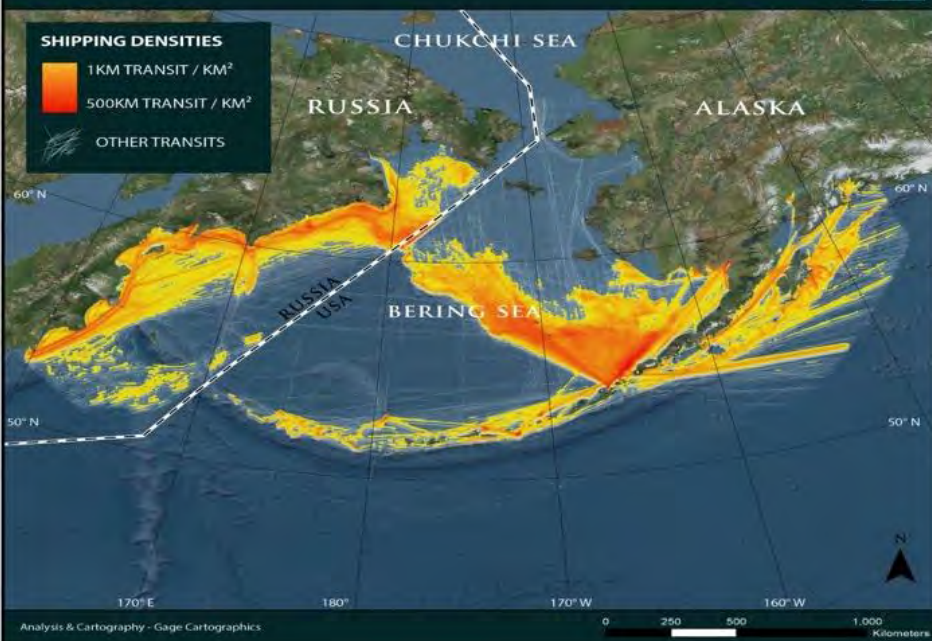 SHIPPING DENSITIES
1KM TRANSIT / KM²
500KM TRANSIT / KM²
OTHER TRANSITS
CHUKCHI SEA
RUSSIA
ALASKA
60° N
60° N
RUSSIA
USA
BERING SEA
50° N
50° N
N
170° E
180°
170° W
160° W
Analysis & Cartography - Gage Cartographics
0 250 500 1,000
Kilometers